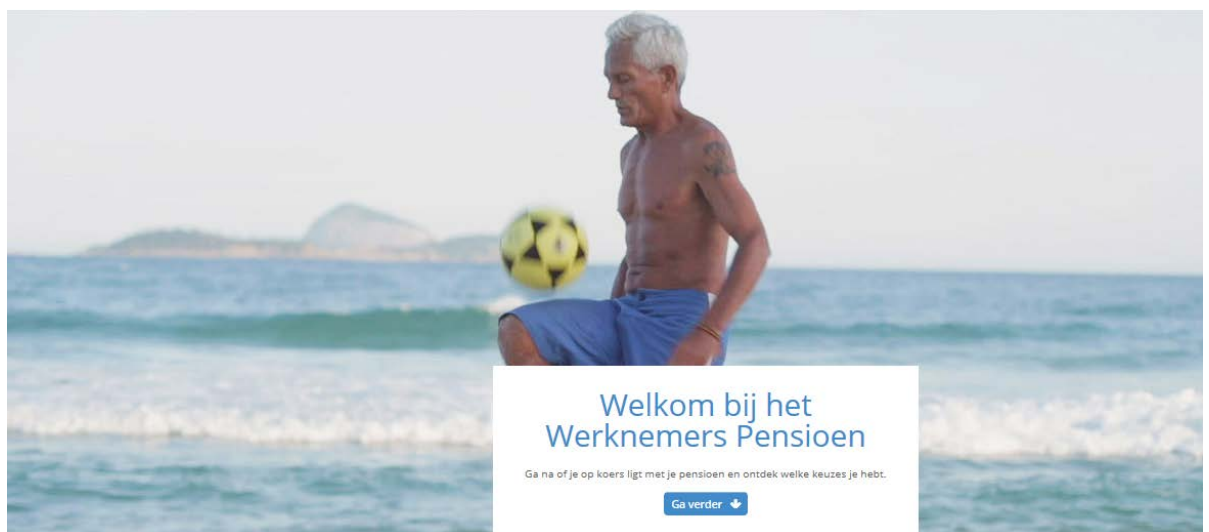 Welkom bij het
Werknemers Pensioen
Ga na of je op koers ligt met je pensioen en ontdek welke keuzes je hebt.
Ga verder